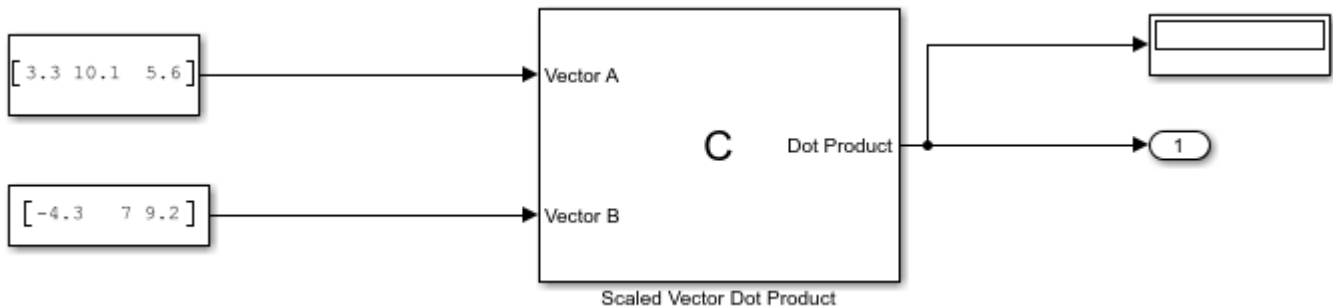 [3.3 10.1 5.6]
Vector A
C
Dot Product
1
[-4.3 7 9.2]
Vector B
Scaled Vector Dot Product